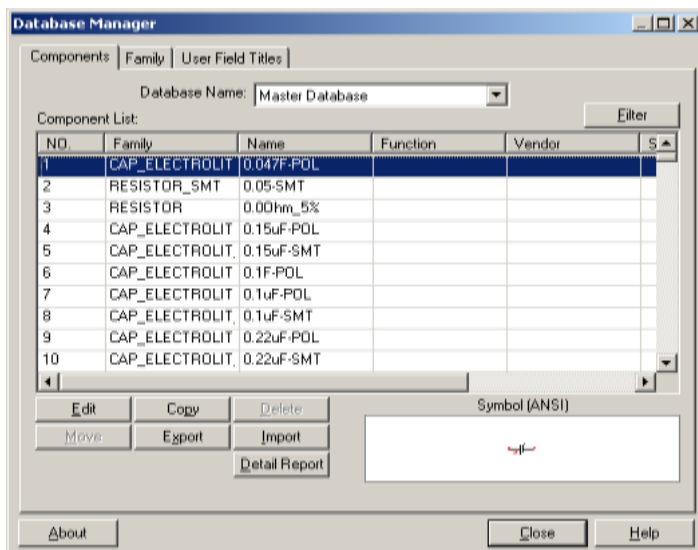 Database Manager
Components Family User Field Titles
Database Name: Master Database
Component List: Filter
NO. Family Name Function Vendor S
1 CAP_ELECTROLIT 0.047F-POL
2 RESISTOR_SMT 0.05-SMT
3 RESISTOR 0.0Ohm_5%
4 CAP_ELECTROLIT 0.15uF-POL
5 CAP_ELECTROLIT_ 0.15uF-SMT
6 CAP_ELECTROLIT 0.1F-POL
7 CAP_ELECTROLIT 0.1uF-POL
8 CAP_ELECTROLIT_ 0.1uF-SMT
9 CAP_ELECTROLIT 0.22uF-POL
10 CAP_ELECTROLIT_ 0.22uF-SMT
Edit Copy Delete Symbol (ANSI)
Move Export Import
Detail Report
About Close Help